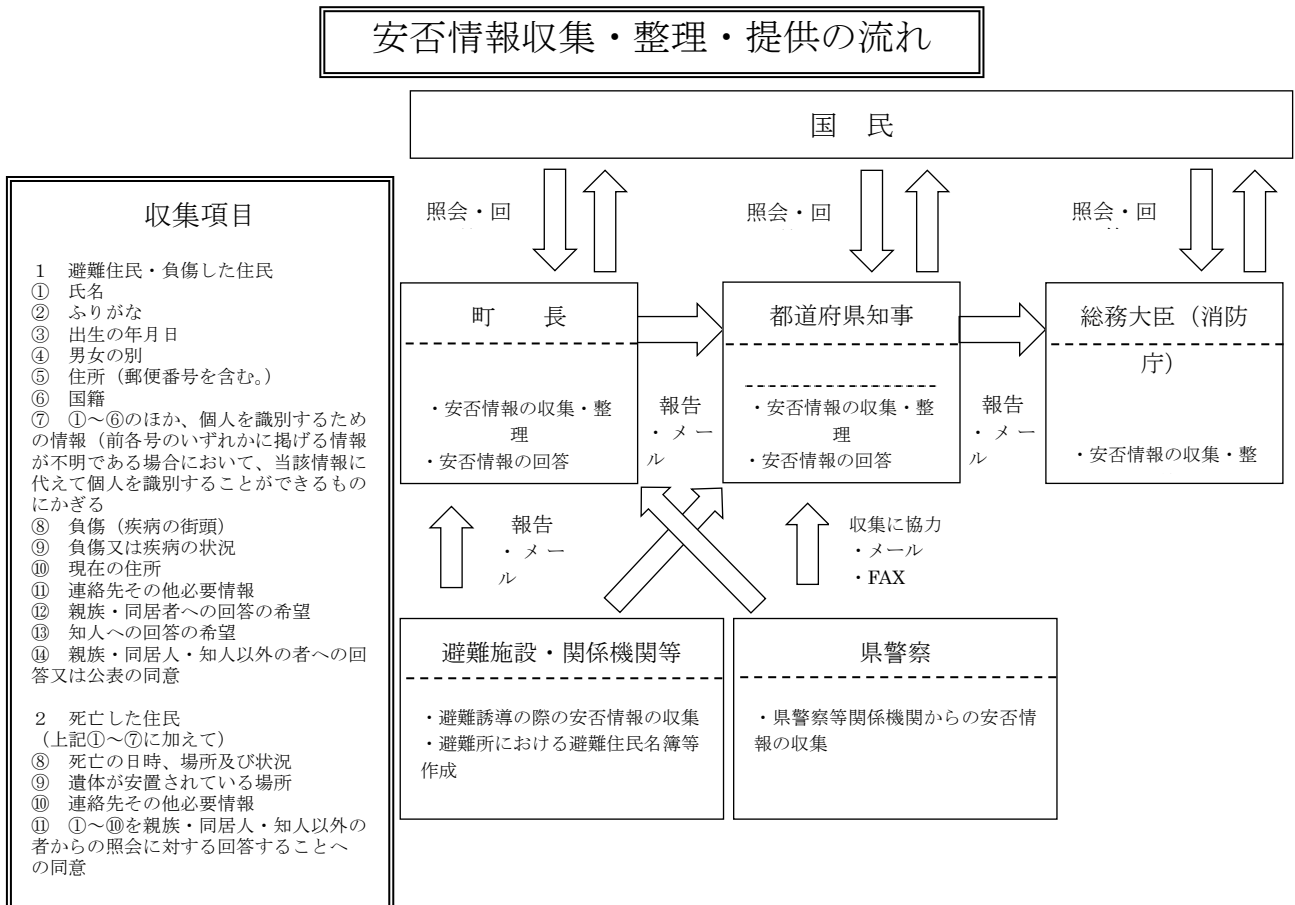 安否情報収集・整理・提供の流れ
国　民
収集項目
1　避難住民・負傷した住民
①　氏名
②　ふりがな
③　出生の年月日
④　男女の別
⑤　住所（郵便番号を含む。）
⑥　国籍
⑦　①～⑥のほか、個人を識別するため
の情報（前各号のいずれかに掲げる情報
が不明である場合において、当該情報に
代えて個人を識別することができるもの
にかぎる
⑧　負傷（疾病の街頭）
⑨　負傷又は疾病の状況
⑩　現在の住所
⑪　連絡先その他必要情報
⑫　親族・同居者への回答の希望
⑬　知人への回答の希望
⑭　親族・同居人・知人以外の者への回
答又は公表の同意
2　死亡した住民
（上記①～⑦に加えて）
⑧　死亡の日時、場所及び状況
⑨　遺体が安置されている場所
⑩　連絡先その他必要情報
⑪　①～⑩を親族・同居人・知人以外の
者からの照会に対する回答することへ
の同意
照会・回
照会・回
照会・回
町　長
・安否情報の収集・整
理
・安否情報の回答
報告
・メー
ル
都道府県知事
・安否情報の収集・整
理
・安否情報の回答
報告
・メー
ル
総務大臣（消防
庁）
・安否情報の収集・整
報告
・メー
ル
収集に協力
・メール
・FAX
避難施設・関係機関等
・避難誘導の際の安否情報の収集
・避難所における避難住民名簿等
作成
県警察
・県警察等関係機関からの安否情
報の収集